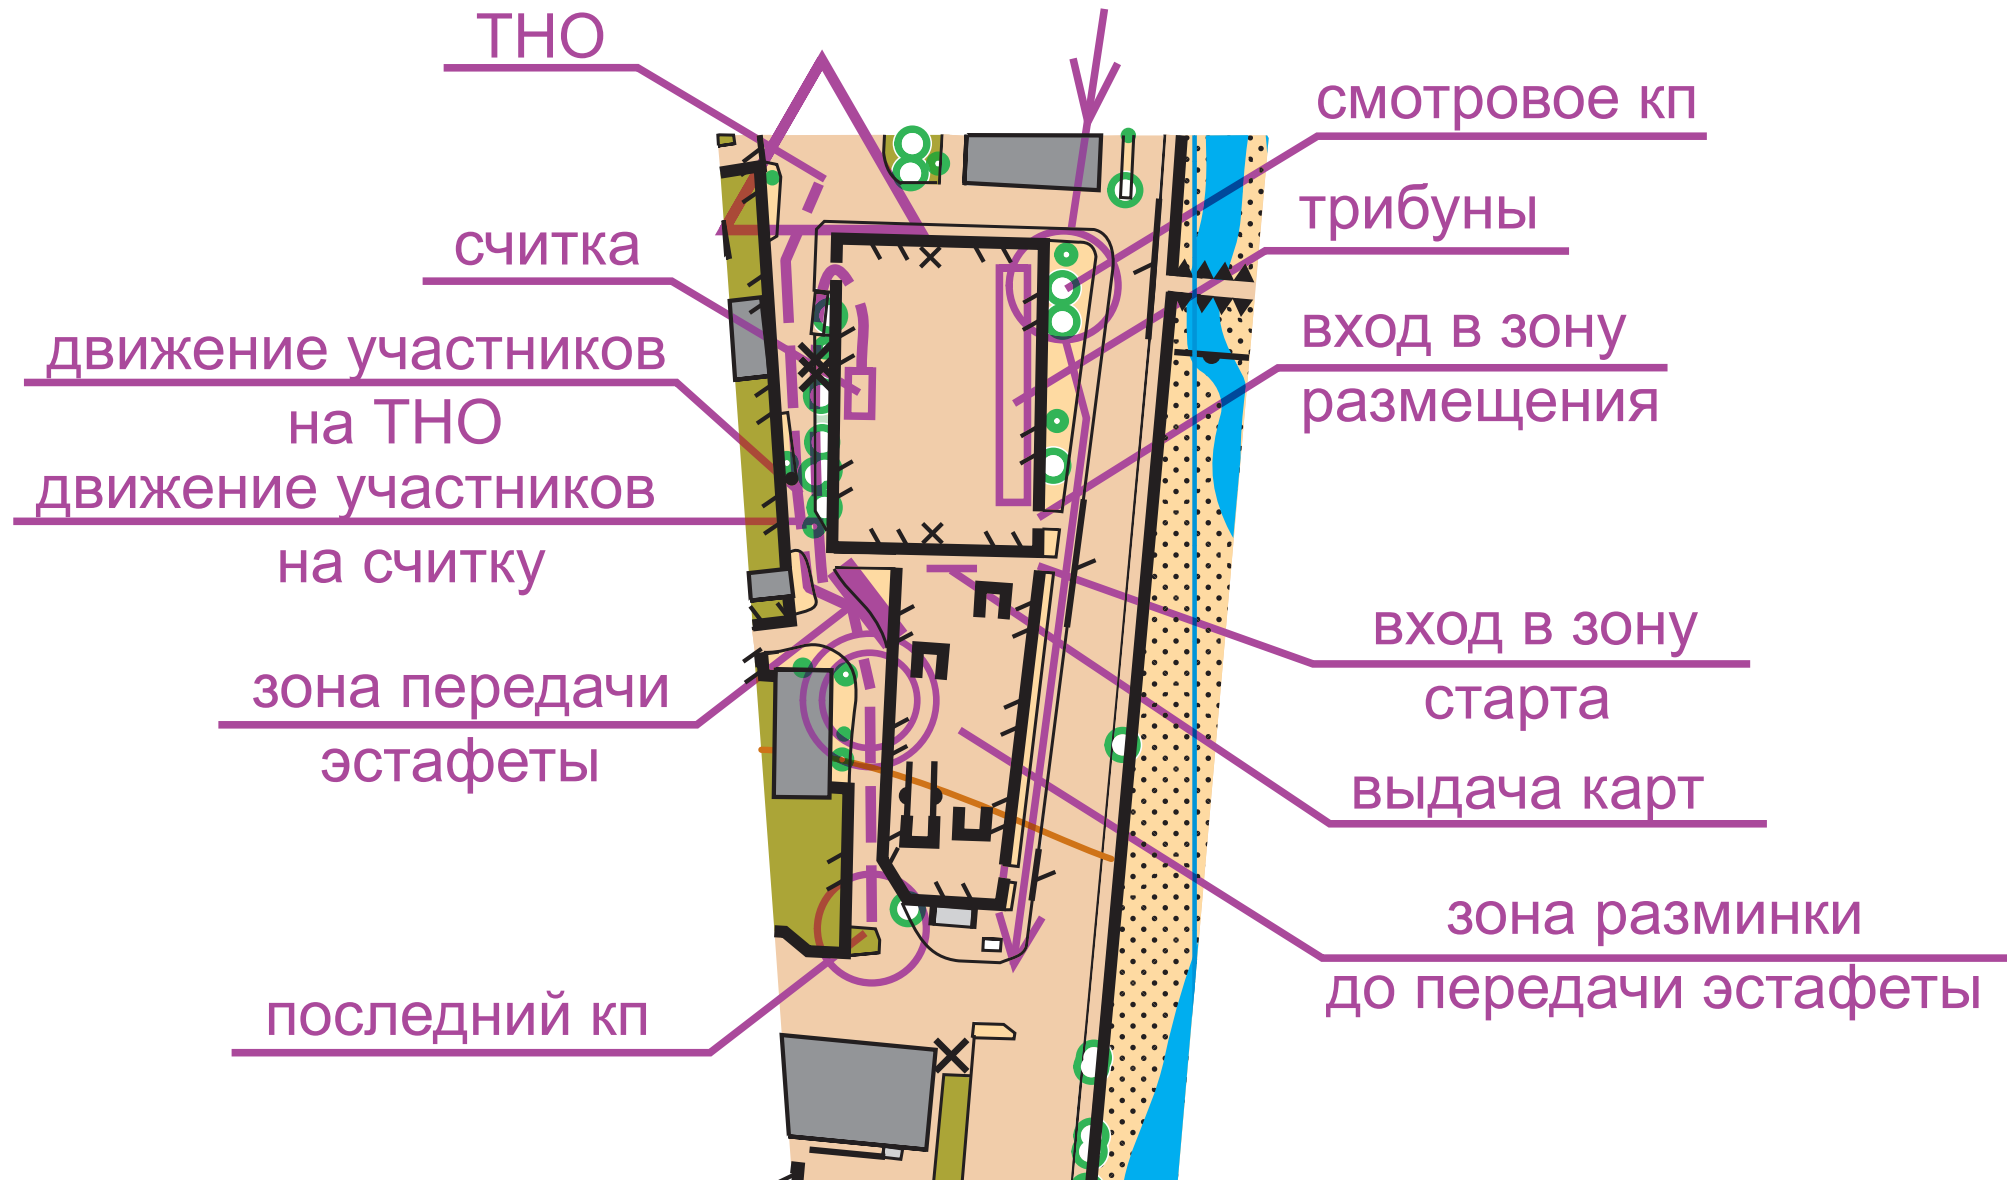 ТНО
считка
движение участников
на ТНО
движение участников
на считку
зона передачи
эстафеты
последний кп
смотровое кп
трибуны
вход в зону
размещения
вход в зону
старта
выдача карт
зона разминки
до передачи эстафеты